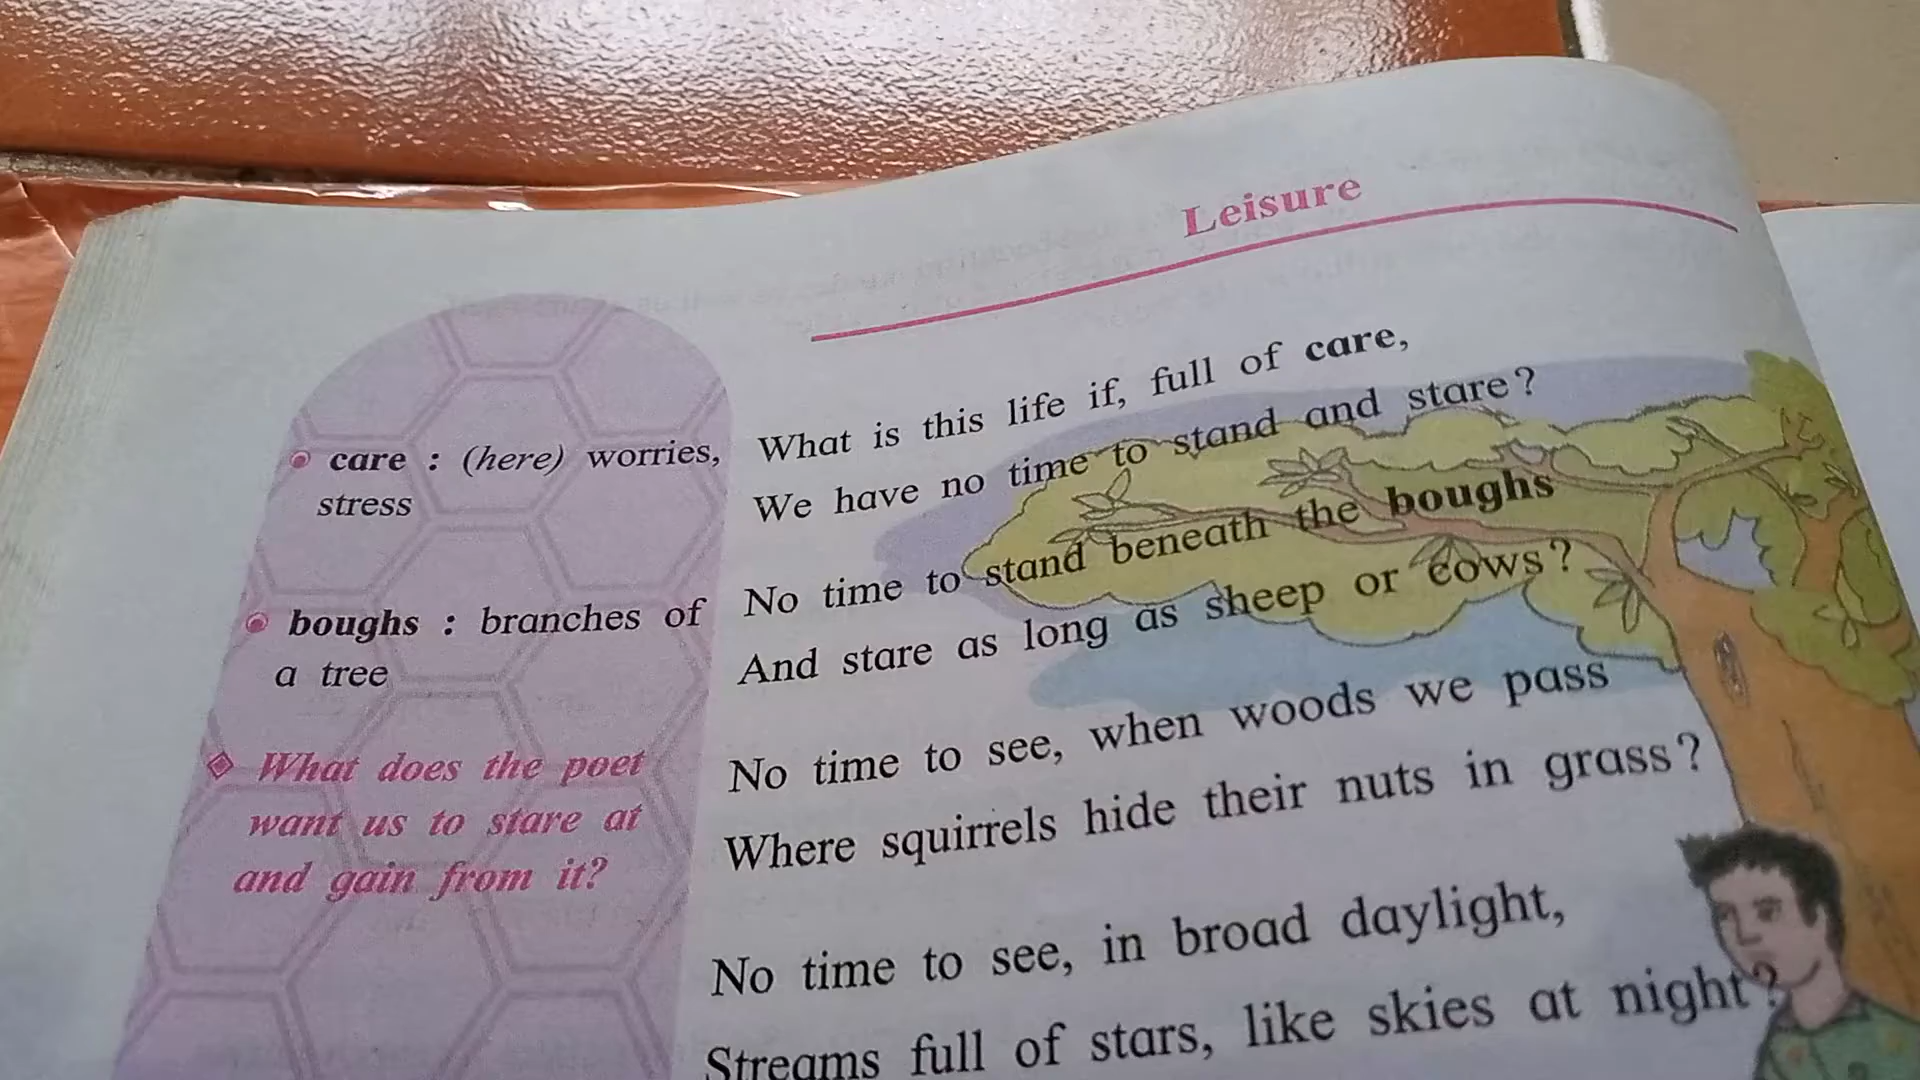 Leisure
care : (here) worries,
stress
boughs : branches of
a tree
What does the poet
want us to stare at
and gain from it?
What is this life if, full of care,
We have no time to stand and stare?
No time to stand beneath the boughs
And stare as long as sheep or cows?
No time to see, when woods we pass
Where squirrels hide their nuts in grass?
No time to see, in broad daylight,
Streams full of stars, like skies at night?